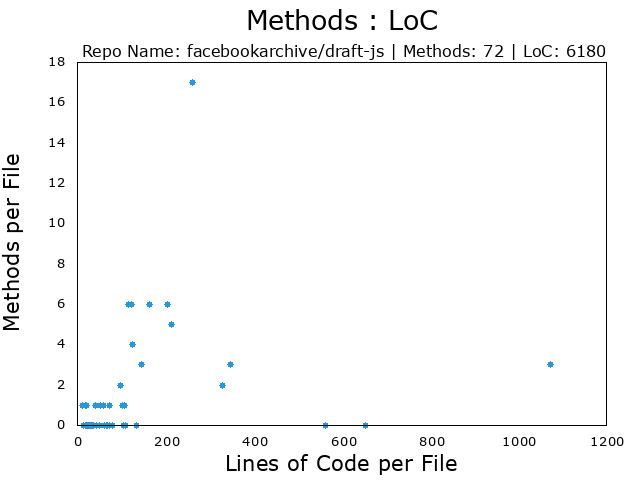 Methods : LoC
Repo Name: facebookarchive/draft-js | Methods: 72 | LoC: 6180
Methods per File
18
16
14
12
10
8
6
4
2
0
0 200 400 600 800 1000 1200
Lines of Code per File